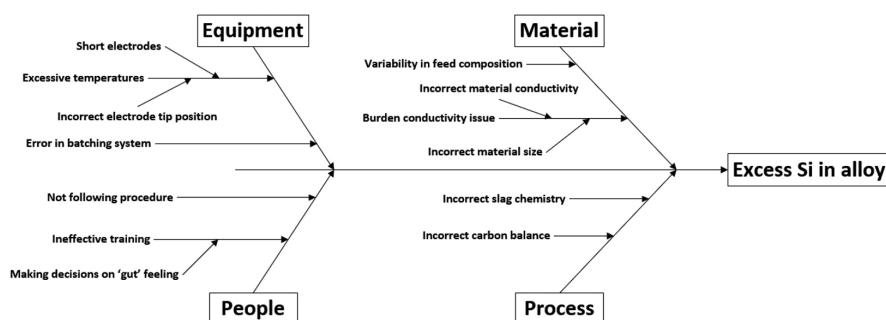 Equipment
Material
Short electrodes
Variability in feed composition
Excessive temperatures
Incorrect material conductivity
Incorrect electrode tip position
Burden conductivity issue
Error in batching system
Incorrect material size
Excess Si in alloy
Not following procedure
Incorrect slag chemistry
Ineffective training
Incorrect carbon balance
Making decisions on ‘gut’ feeling
People
Process